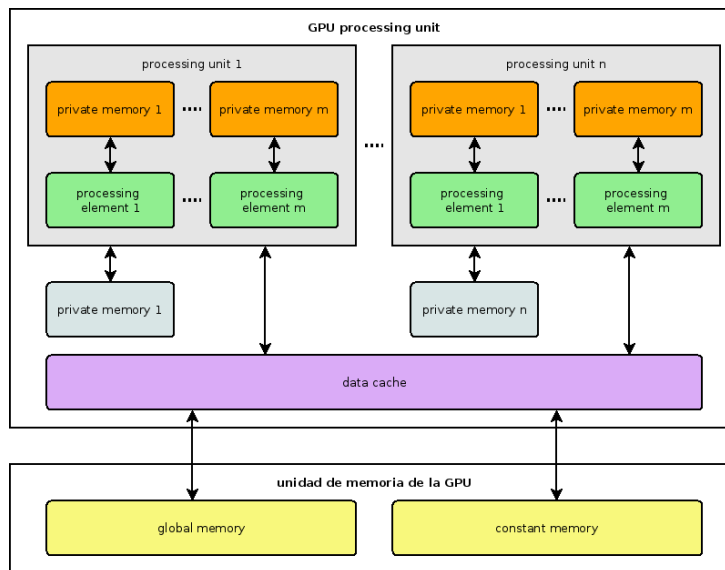 GPU processing unit
processing unit 1
private memory 1
....
private memory m
processing
element 1
....
processing
element m
....
processing unit n
private memory 1
....
private memory m
processing
element 1
....
processing
element m
private memory 1
private memory n
data cache
unidad de memoria de la GPU
global memory
constant memory